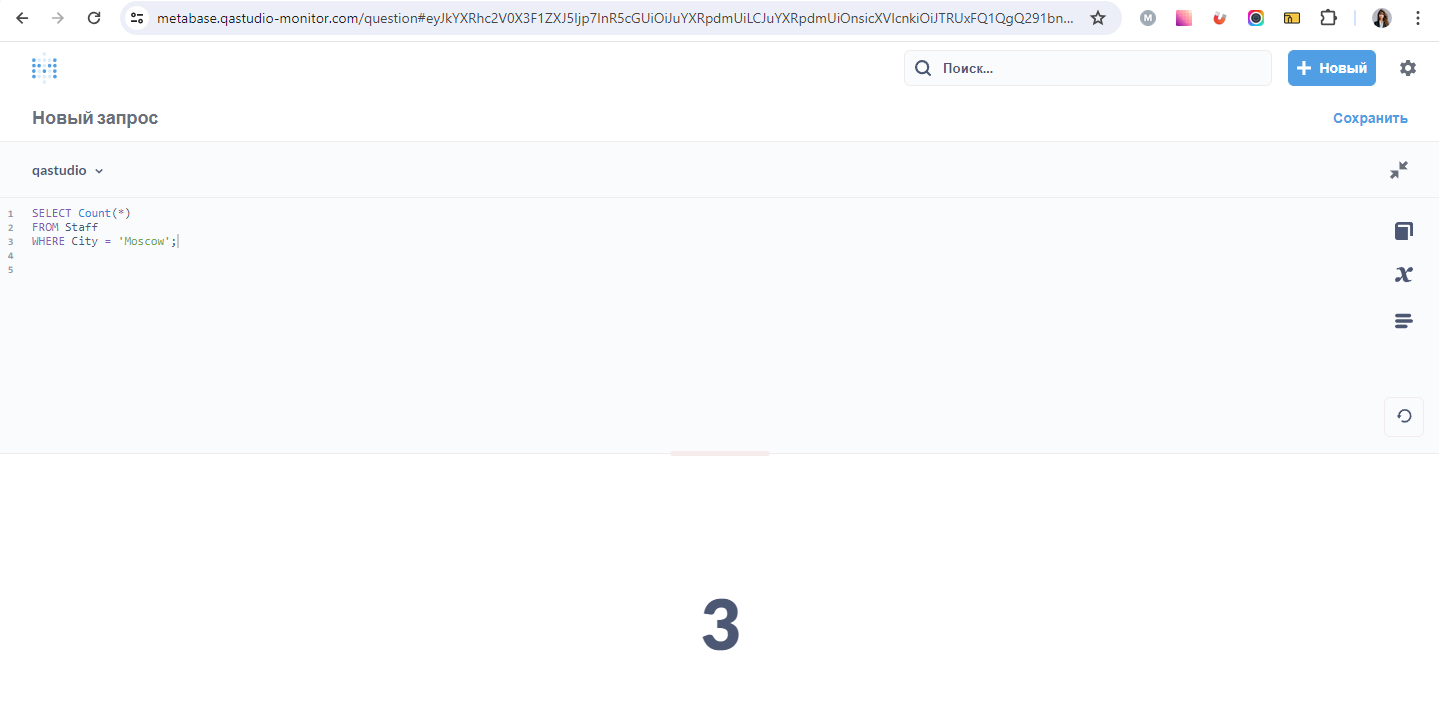 metabase.qastudio-monitor.com/question#eyJkYXRhc2V0X3F1ZXJ5Ijp7InR5cGUiOiJuYXRpdmUiLCJuYXRpdmUiOnsicXVlcnkiOiJTRUxFQ1QgQ291bn...
M
Поиск...
Новый
Новый запрос
Сохранить
qastudio
1 SELECT Count(*)
2 FROM Staff
3 WHERE City = 'Moscow';
4
5
x
3